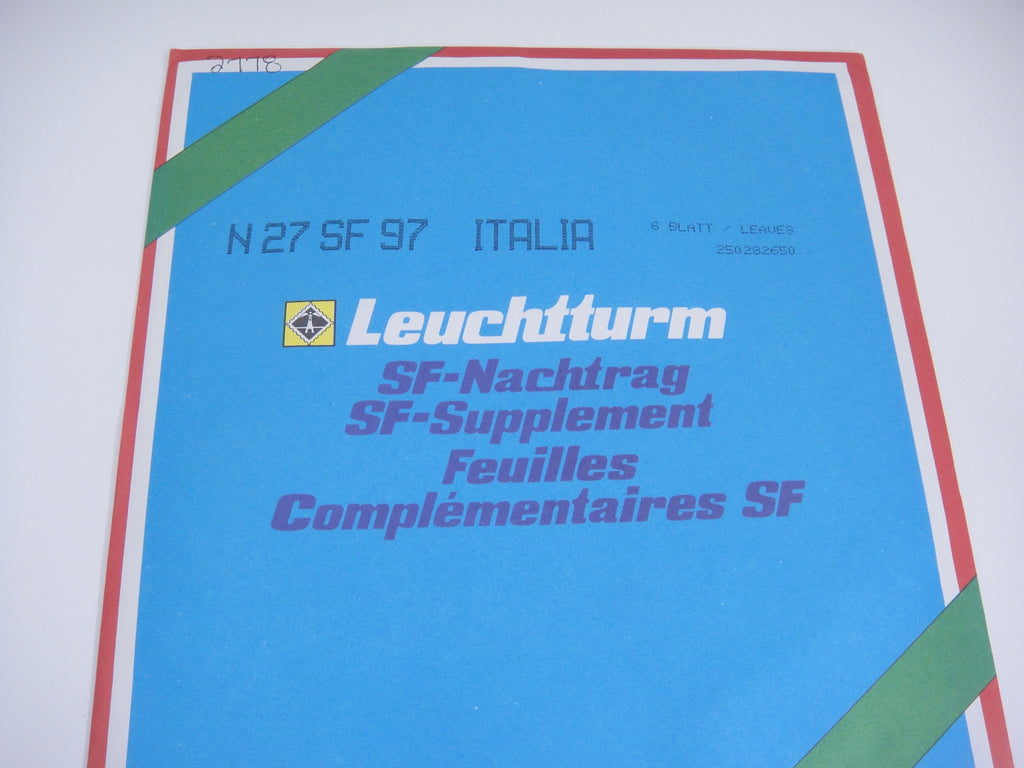 2778
N 27 SF 97 ITALIA 6 BLATT / LEAVES
250282650
Leuchtturm
SF-Nachtrag
SF-Supplement
Feuilles
Complémentaires SF